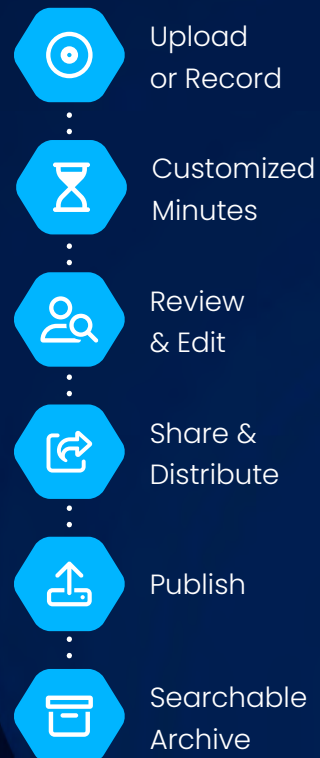 Upload
or Record
Customized
Minutes
Review
& Edit
Share &
Distribute
Publish
Searchable
Archive